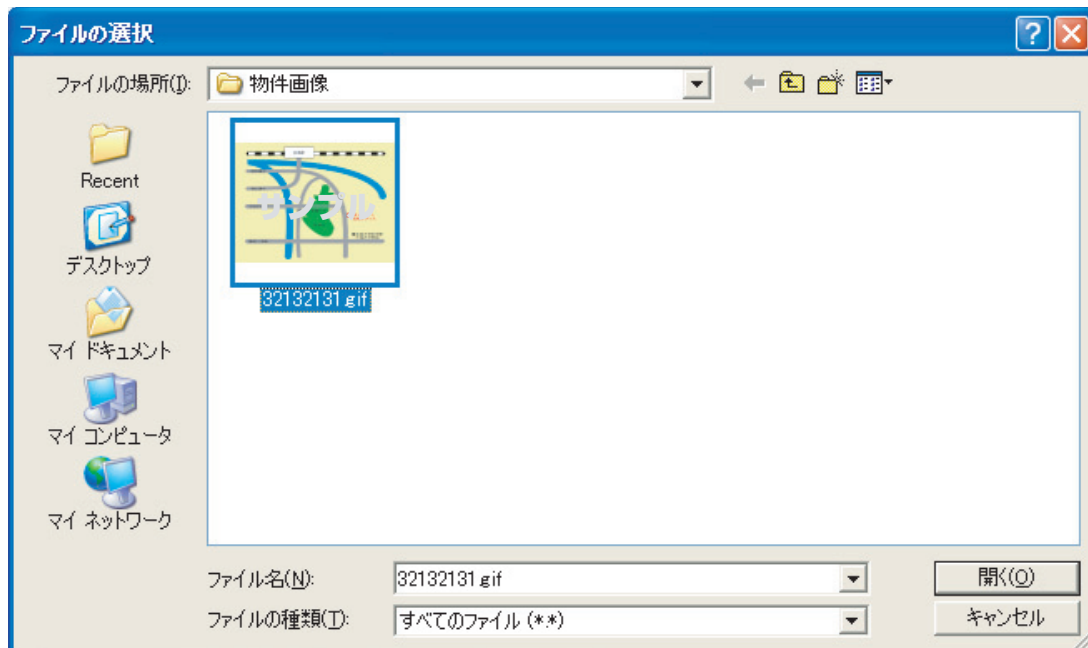 ファイルの選択
ファイルの場所(I):
物件画像
Recent
デスクトップ
マイ ドキュメント
マイ コンピュータ
マイ ネットワーク
サンプル
32132131.gif
ファイル名(N):
32132131.gif
開く(O)
ファイルの種類(T):
すべてのファイル (*.*)
キャンセル